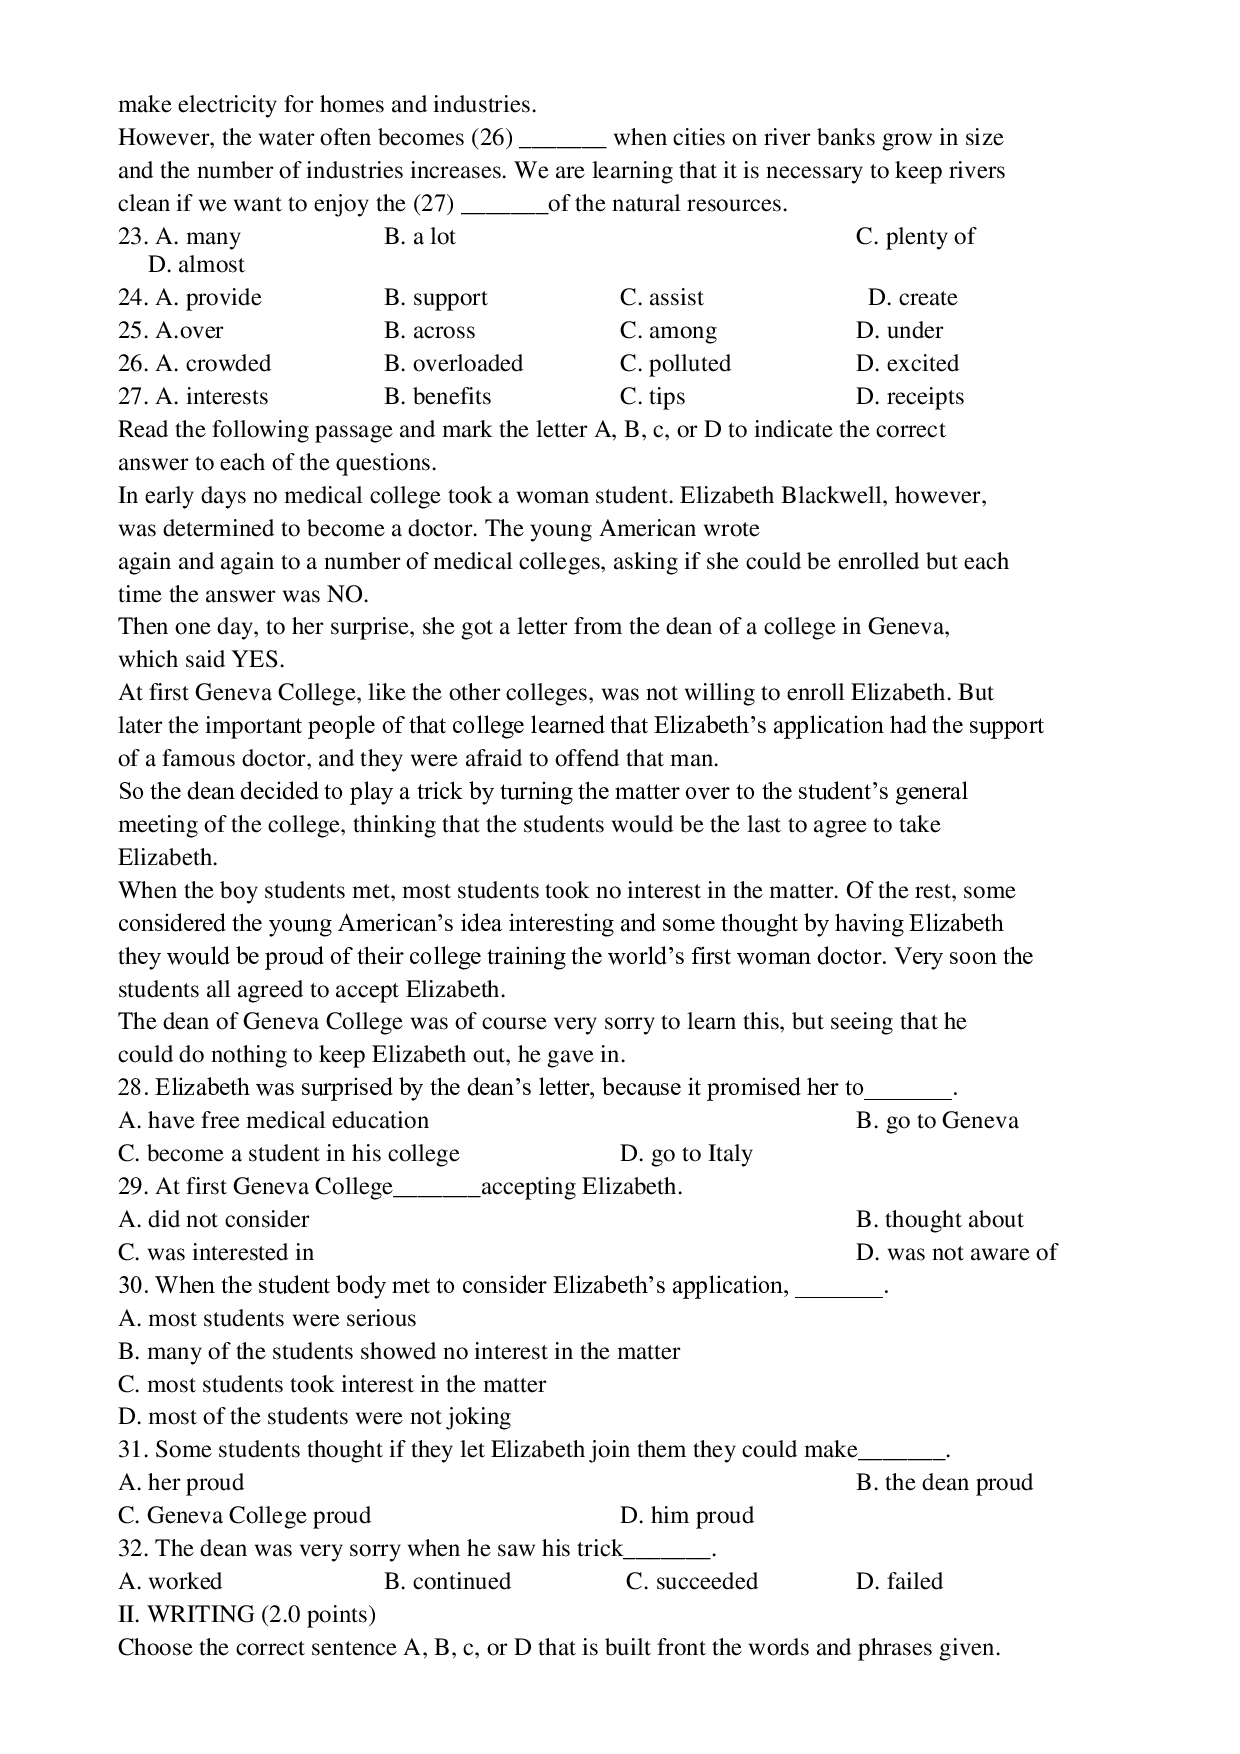 make electricity for homes and industries.
However, the water often becomes (26) _______ when cities on river banks grow in size
and the number of industries increases. We are learning that it is necessary to keep rivers
clean if we want to enjoy the (27) _______of the natural resources.
23. A. many B. a lot C. plenty of
D. almost
24. A. provide B. support C. assist D. create
25. A.over B. across C. among D. under
26. A. crowded B. overloaded C. polluted D. excited
27. A. interests B. benefits C. tips D. receipts
Read the following passage and mark the letter A, B, c, or D to indicate the correct
answer to each of the questions.
In early days no medical college took a woman student. Elizabeth Blackwell, however,
was determined to become a doctor. The young American wrote
again and again to a number of medical colleges, asking if she could be enrolled but each
time the answer was NO.
Then one day, to her surprise, she got a letter from the dean of a college in Geneva,
which said YES.
At first Geneva College, like the other colleges, was not willing to enroll Elizabeth. But
later the important people of that college learned that Elizabeth’s application had the support
of a famous doctor, and they were afraid to offend that man.
So the dean decided to play a trick by turning the matter over to the student’s general
meeting of the college, thinking that the students would be the last to agree to take
Elizabeth.
When the boy students met, most students took no interest in the matter. Of the rest, some
considered the young American’s idea interesting and some thought by having Elizabeth
they would be proud of their college training the world’s first woman doctor. Very soon the
students all agreed to accept Elizabeth.
The dean of Geneva College was of course very sorry to learn this, but seeing that he
could do nothing to keep Elizabeth out, he gave in.
28. Elizabeth was surprised by the dean’s letter, because it promised her to_______.
A. have free medical education B. go to Geneva
C. become a student in his college D. go to Italy
29. At first Geneva College_______accepting Elizabeth.
A. did not consider B. thought about
C. was interested in D. was not aware of
30. When the student body met to consider Elizabeth’s application, _______.
A. most students were serious
B. many of the students showed no interest in the matter
C. most students took interest in the matter
D. most of the students were not joking
31. Some students thought if they let Elizabeth join them they could make_______.
A. her proud B. the dean proud
C. Geneva College proud D. him proud
32. The dean was very sorry when he saw his trick_______.
A. worked B. continued C. succeeded D. failed
II. WRITING (2.0 points)
Choose the correct sentence A, B, c, or D that is built front the words and phrases given.